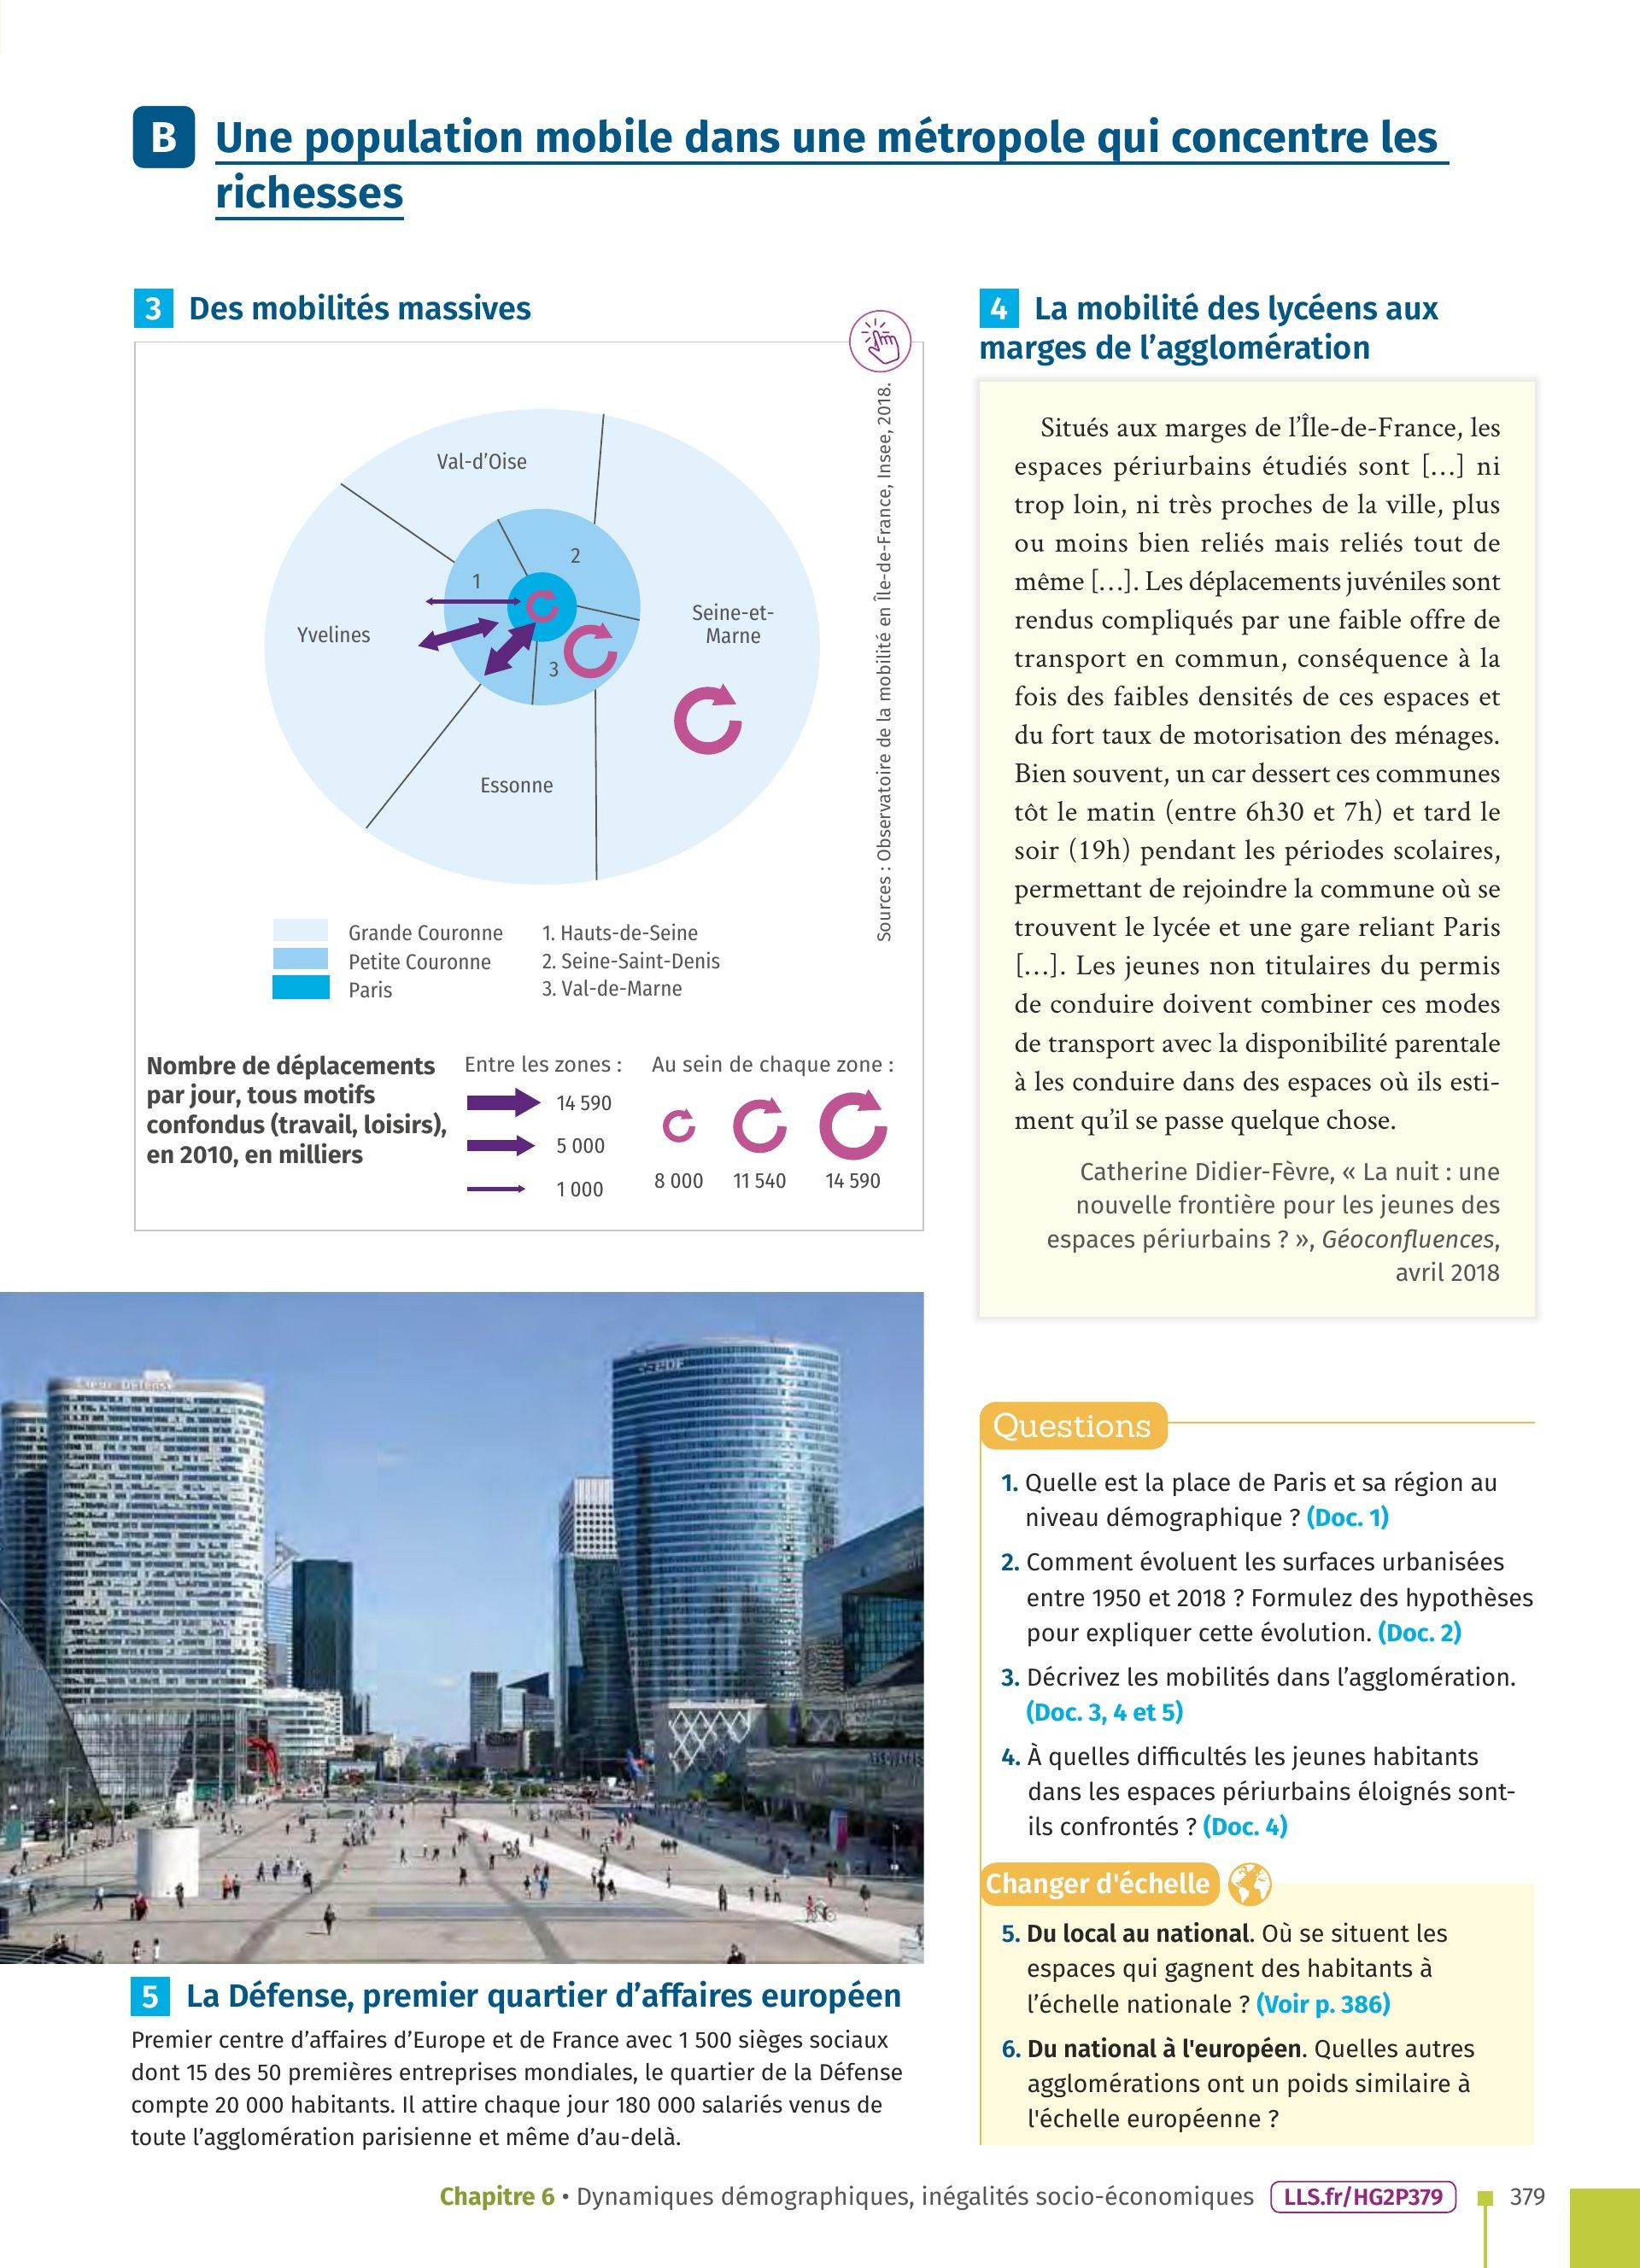 B Une population mobile dans une métropole qui concentre les
richesses
3 Des mobilités massives
Val-d’Oise
2
1
Yvelines
Seine-et-
Marne
3
Essonne
Sources : Observatoire de la mobilité en Île-de-France, Insee, 2018.
Grande Couronne
Petite Couronne
Paris
1. Hauts-de-Seine
2. Seine-Saint-Denis
3. Val-de-Marne
Nombre de déplacements
par jour, tous motifs
confondus (travail, loisirs),
en 2010, en milliers
Entre les zones :
14 590
5 000
1 000
Au sein de chaque zone :
8 000 11 540 14 590
4 La mobilité des lycéens aux
marges de l’agglomération
Situés aux marges de l’Île-de-France, les
espaces périurbains étudiés sont […] ni
trop loin, ni très proches de la ville, plus
ou moins bien reliés mais reliés tout de
même […]. Les déplacements juvéniles sont
rendus compliqués par une faible offre de
transport en commun, conséquence à la
fois des faibles densités de ces espaces et
du fort taux de motorisation des ménages.
Bien souvent, un car dessert ces communes
tôt le matin (entre 6h30 et 7h) et tard le
soir (19h) pendant les périodes scolaires,
permettant de rejoindre la commune où se
trouvent le lycée et une gare reliant Paris
[…]. Les jeunes non titulaires du permis
de conduire doivent combiner ces modes
de transport avec la disponibilité parentale
à les conduire dans des espaces où ils esti-
ment qu’il se passe quelque chose.
Catherine Didier-Fèvre, « La nuit : une
nouvelle frontière pour les jeunes des
espaces périurbains ? », Géoconfluences,
avril 2018
EDF
5 La Défense, premier quartier d’affaires européen
Premier centre d’affaires d’Europe et de France avec 1 500 sièges sociaux
dont 15 des 50 premières entreprises mondiales, le quartier de la Défense
compte 20 000 habitants. Il attire chaque jour 180 000 salariés venus de
toute l’agglomération parisienne et même d’au-delà.
Questions
1. Quelle est la place de Paris et sa région au
niveau démographique ? (Doc. 1)
2. Comment évoluent les surfaces urbanisées
entre 1950 et 2018 ? Formulez des hypothèses
pour expliquer cette évolution. (Doc. 2)
3. Décrivez les mobilités dans l’agglomération.
(Doc. 3, 4 et 5)
4. À quelles difficultés les jeunes habitants
dans les espaces périurbains éloignés sont-
ils confrontés ? (Doc. 4)
Changer d'échelle
5. Du local au national. Où se situent les
espaces qui gagnent des habitants à
l’échelle nationale ? (Voir p. 386)
6. Du national à l'européen. Quelles autres
agglomérations ont un poids similaire à
l'échelle européenne ?
Chapitre 6 • Dynamiques démographiques, inégalités socio-économiques LLS.fr/HG2P379 379